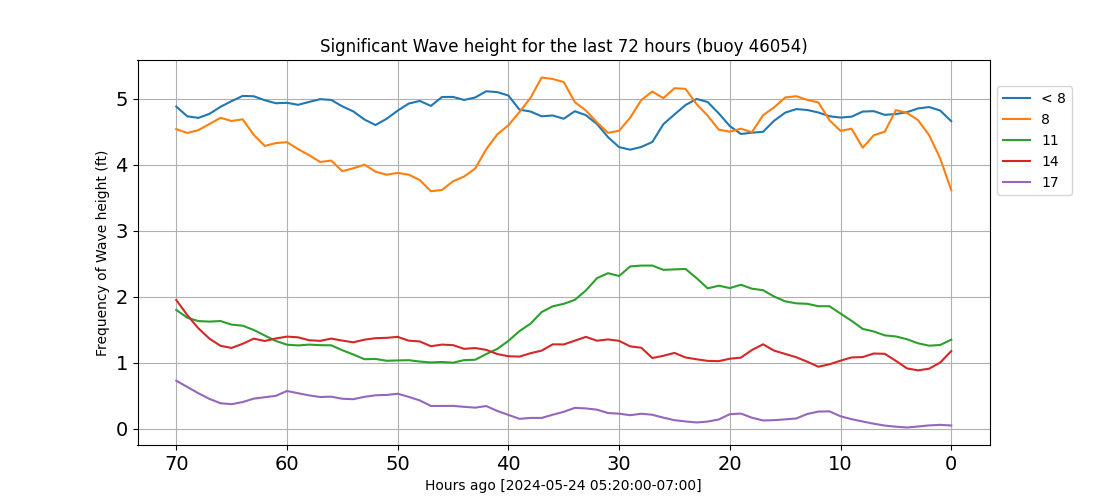 Significant Wave height for the last 72 hours (buoy 46054)
Frequency of Wave height (ft)
5
4
3
2
1
0
70 60 50 40 30 20 10 0
Hours ago [2024-05-24 05:20:00-07:00]
< 8
8
11
14
17